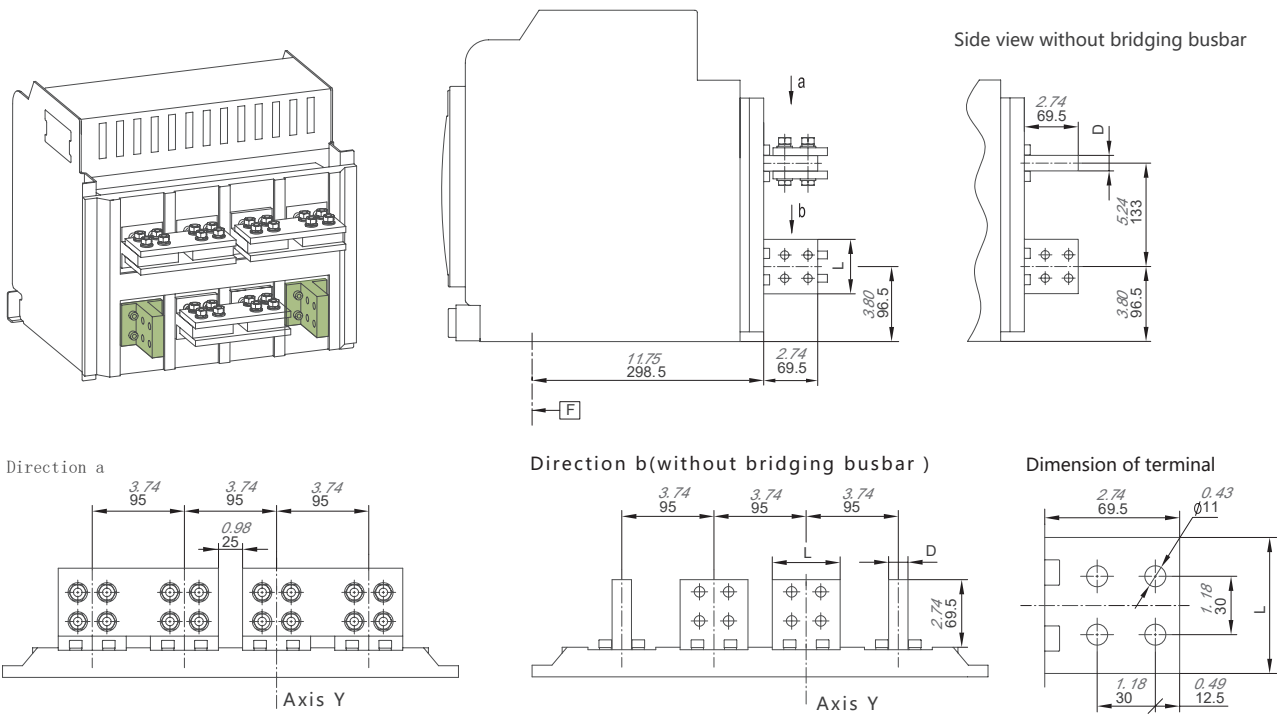 Side view without bridging busbar
a
b
L
3.80
96.5
11.75
298.5
2.74
69.5
F
2.74
69.5
D
5.24
133
3.80
96.5
Direction a
3.74
95
3.74
95
3.74
95
0.98
25
Axis Y
Direction b(without bridging busbar )
3.74
95
3.74
95
3.74
95
L
D
2.74
69.5
Axis Y
Dimension of terminal
2.74
69.5
0.43
ϕ11
1.18
30
L
1.18
30
0.49
12.5